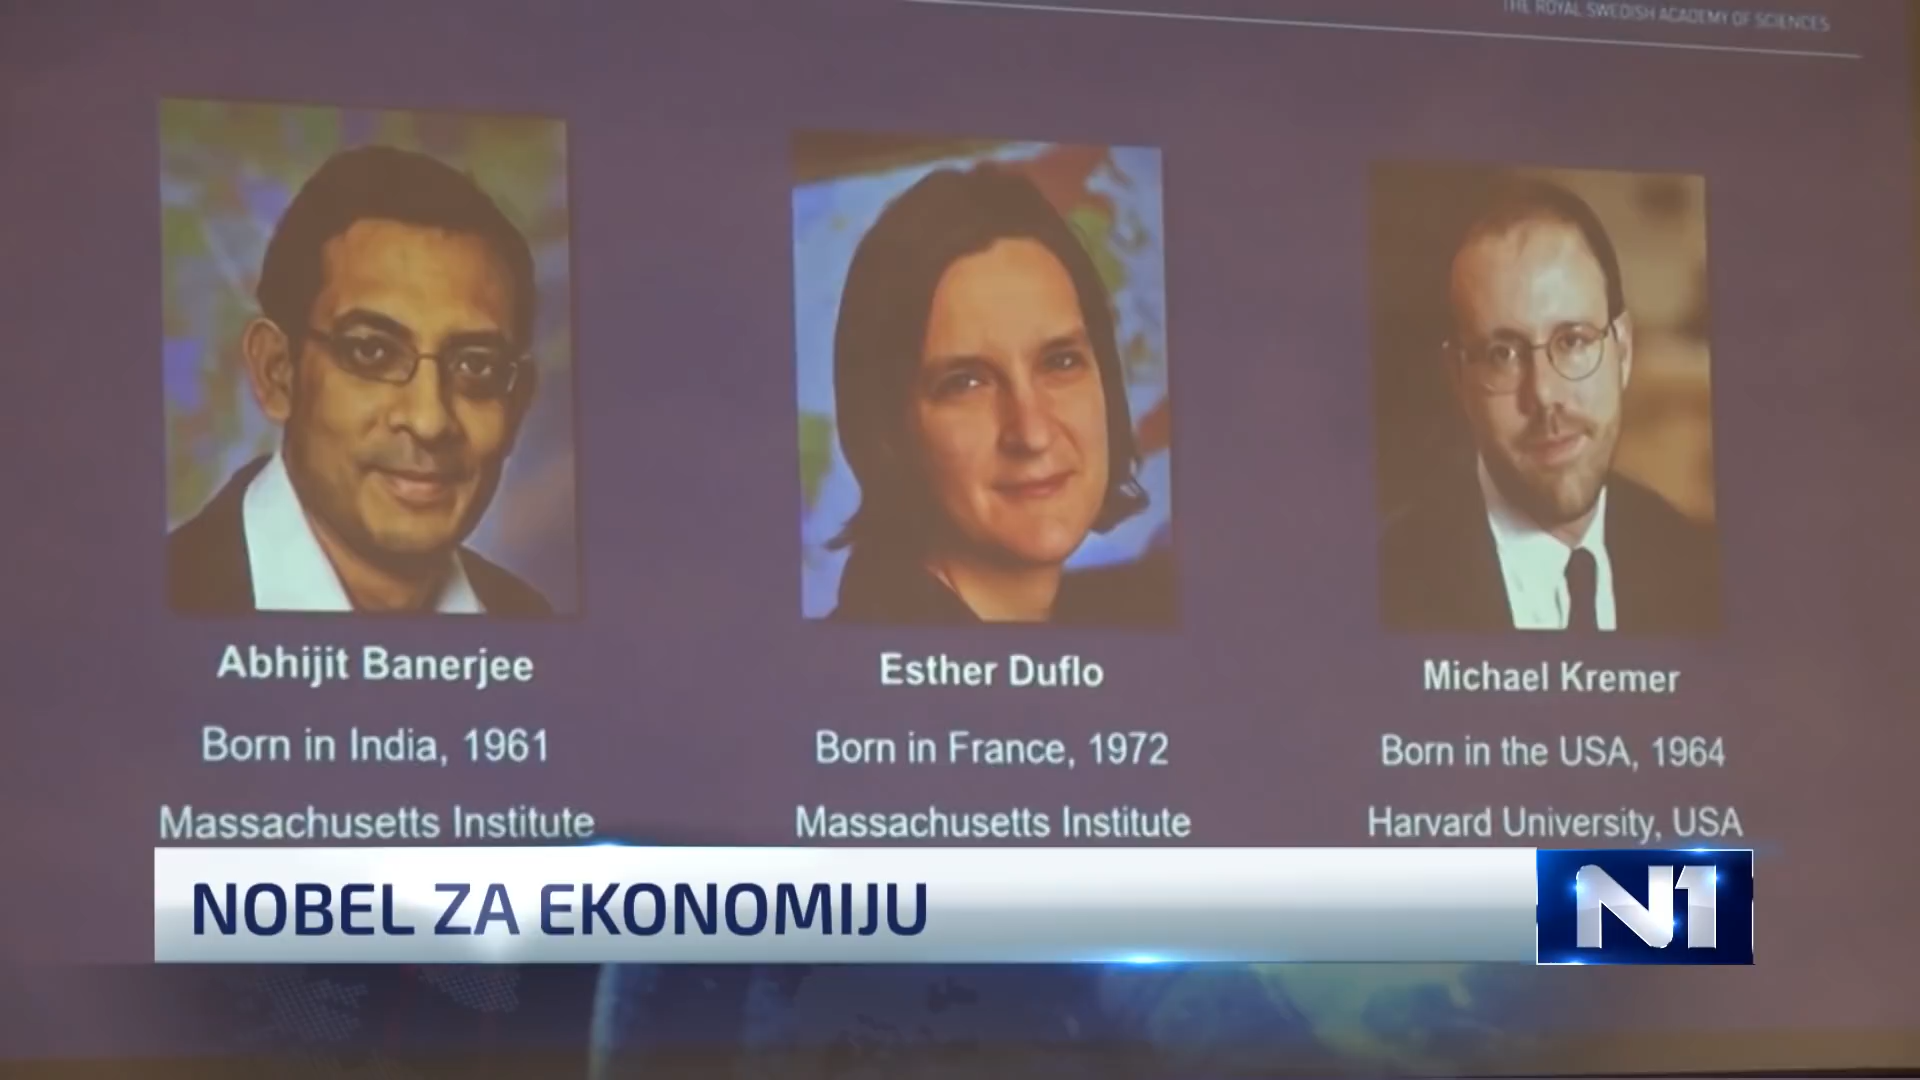 THE ROYAL SWEDISH ACADEMY OF SCIENCES
Abhijit Banerjee
Born in India, 1961
Massachusetts Institute
Esther Duflo
Born in France, 1972
Massachusetts Institute
Michael Kremer
Born in the USA, 1964
Harvard University, USA
NOBEL ZA EKONOMIJU
N1